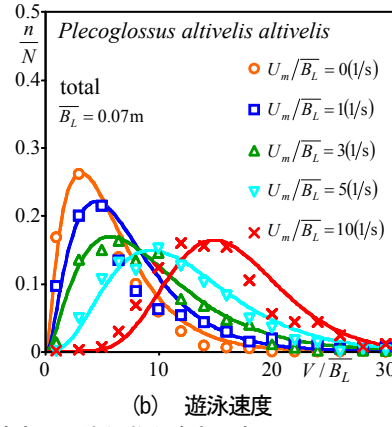 0.5
n/N
Plecoglossus altivelis altivelis
total
B_L = 0.07m
U_m/B_L = 0(1/s)
U_m/B_L = 1(1/s)
U_m/B_L = 3(1/s)
U_m/B_L = 5(1/s)
U_m/B_L = 10(1/s)
0.4
0.3
0.2
0.1
0
0 10 20 30
V/B_L
(b) 遊泳速度